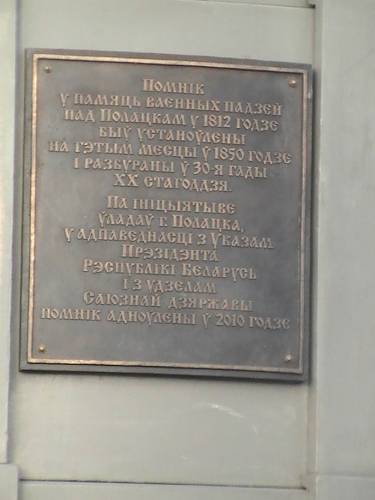 Помнік
ў памяць ваенных падзей
пад Полацкам у 1812 годзе
быў устаноўлены
на гэтым месцы ў 1850 годзе
і разбураны ў 30-я гады
XX стагоддзя.
Па ініцыятыве
уладаў г. Полацка,
у адпаведнасці з Указам
Прэзідэнта
Рэспублікі Беларусь
і з удзелам
Саюзнай дзяржавы
помнік адноўлены ў 2010 годзе